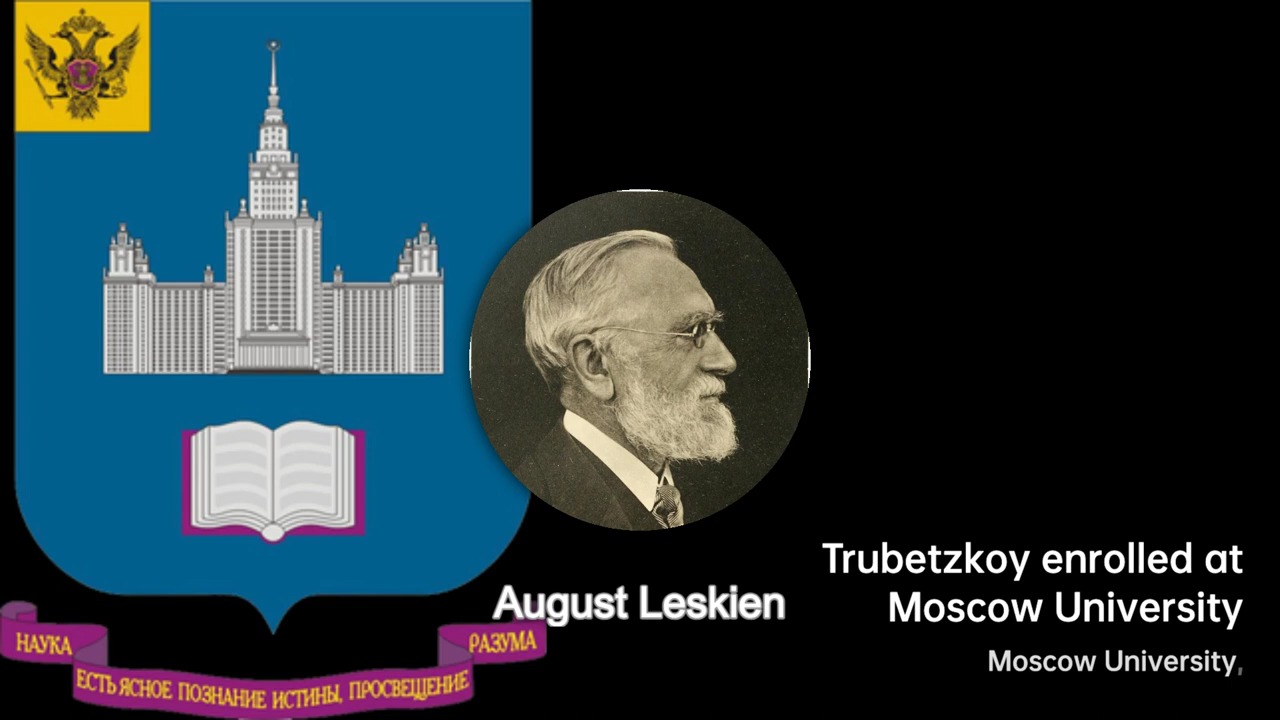 August Leskien
Trubetzkoy enrolled at
Moscow University
Moscow University,
НАУКА
ЕСТЬ ЯСНОЕ ПОЗНАНИЕ ИСТИНЫ, ПРОСВЕЩЕНИЕ
РАЗУМА